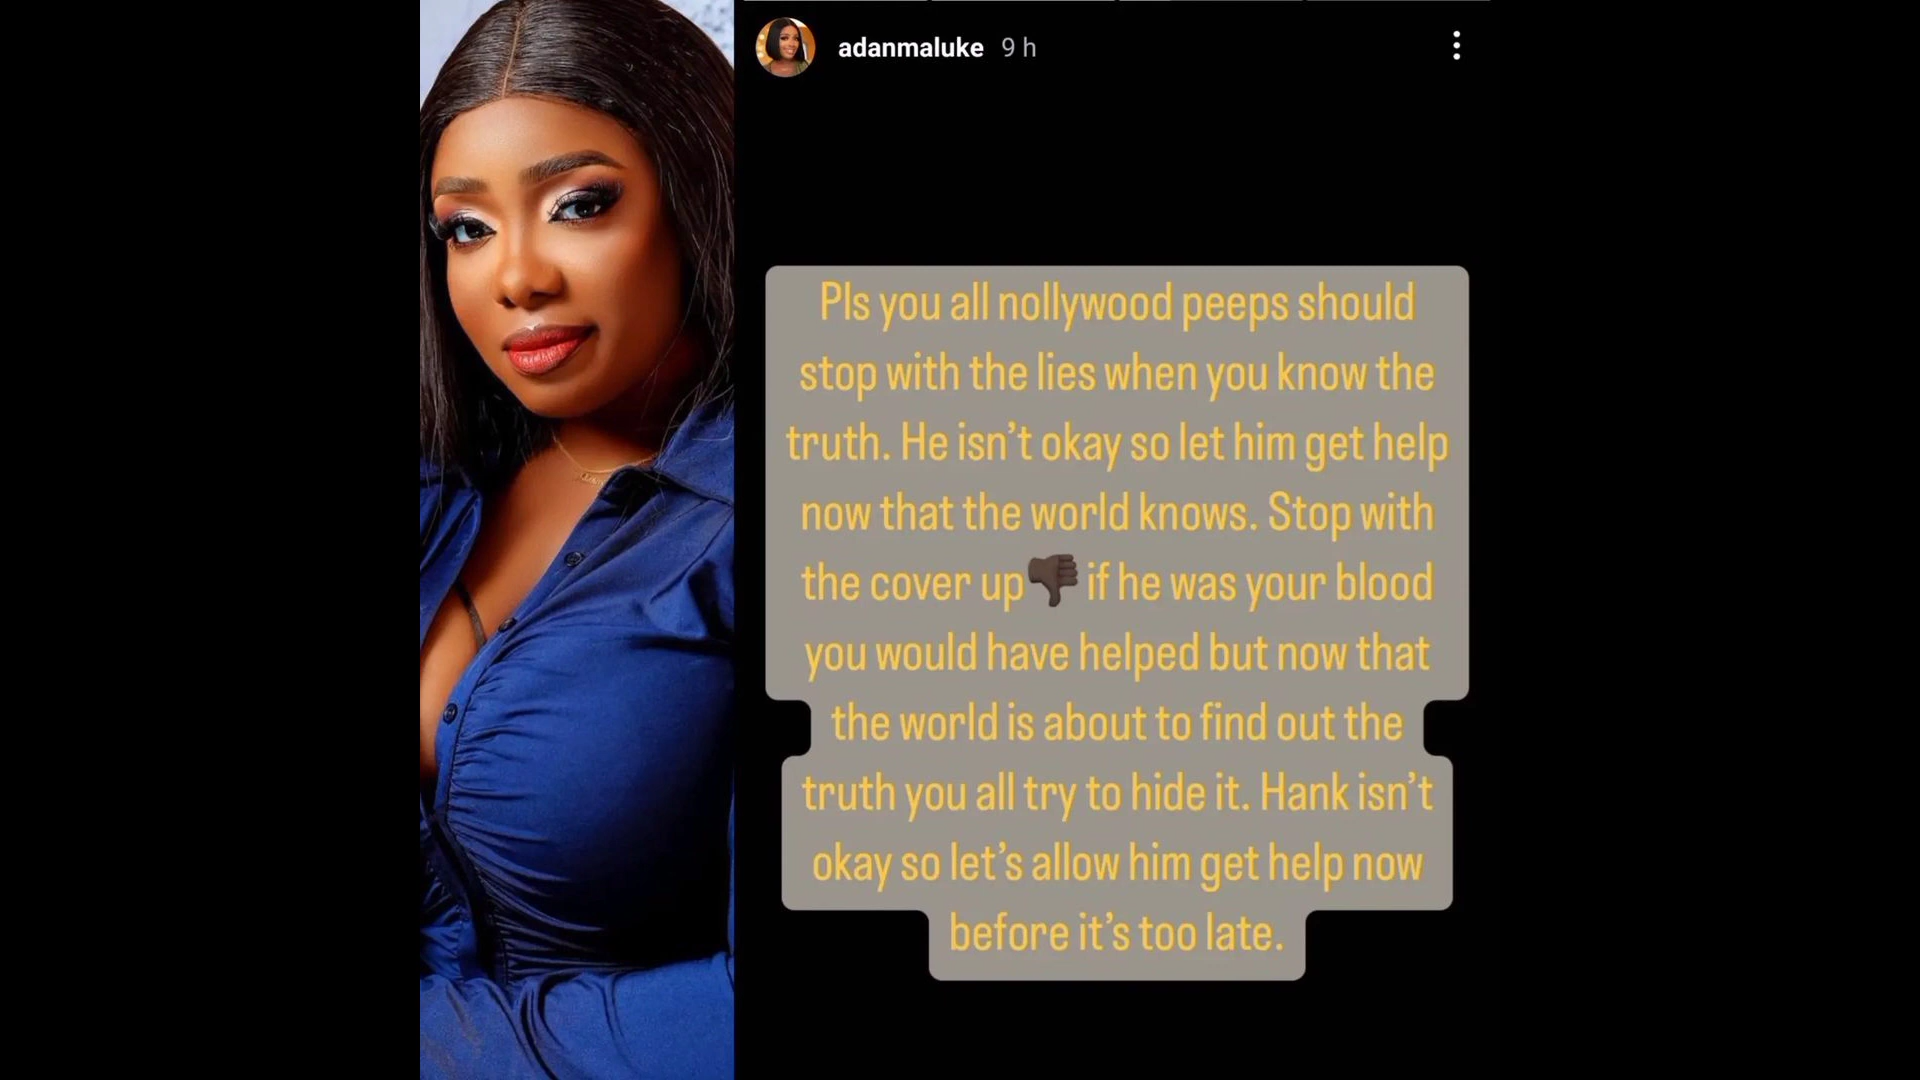 adanmaluke 9 h
Pls you all nollywood peeps should
stop with the lies when you know the
truth. He isn't okay so let him get help
now that the world knows. Stop with
the cover up👎🏿 if he was your blood
you would have helped but now that
the world is about to find out the
truth you all try to hide it. Hank isn't
okay so let's allow him get help now
before it's too late.